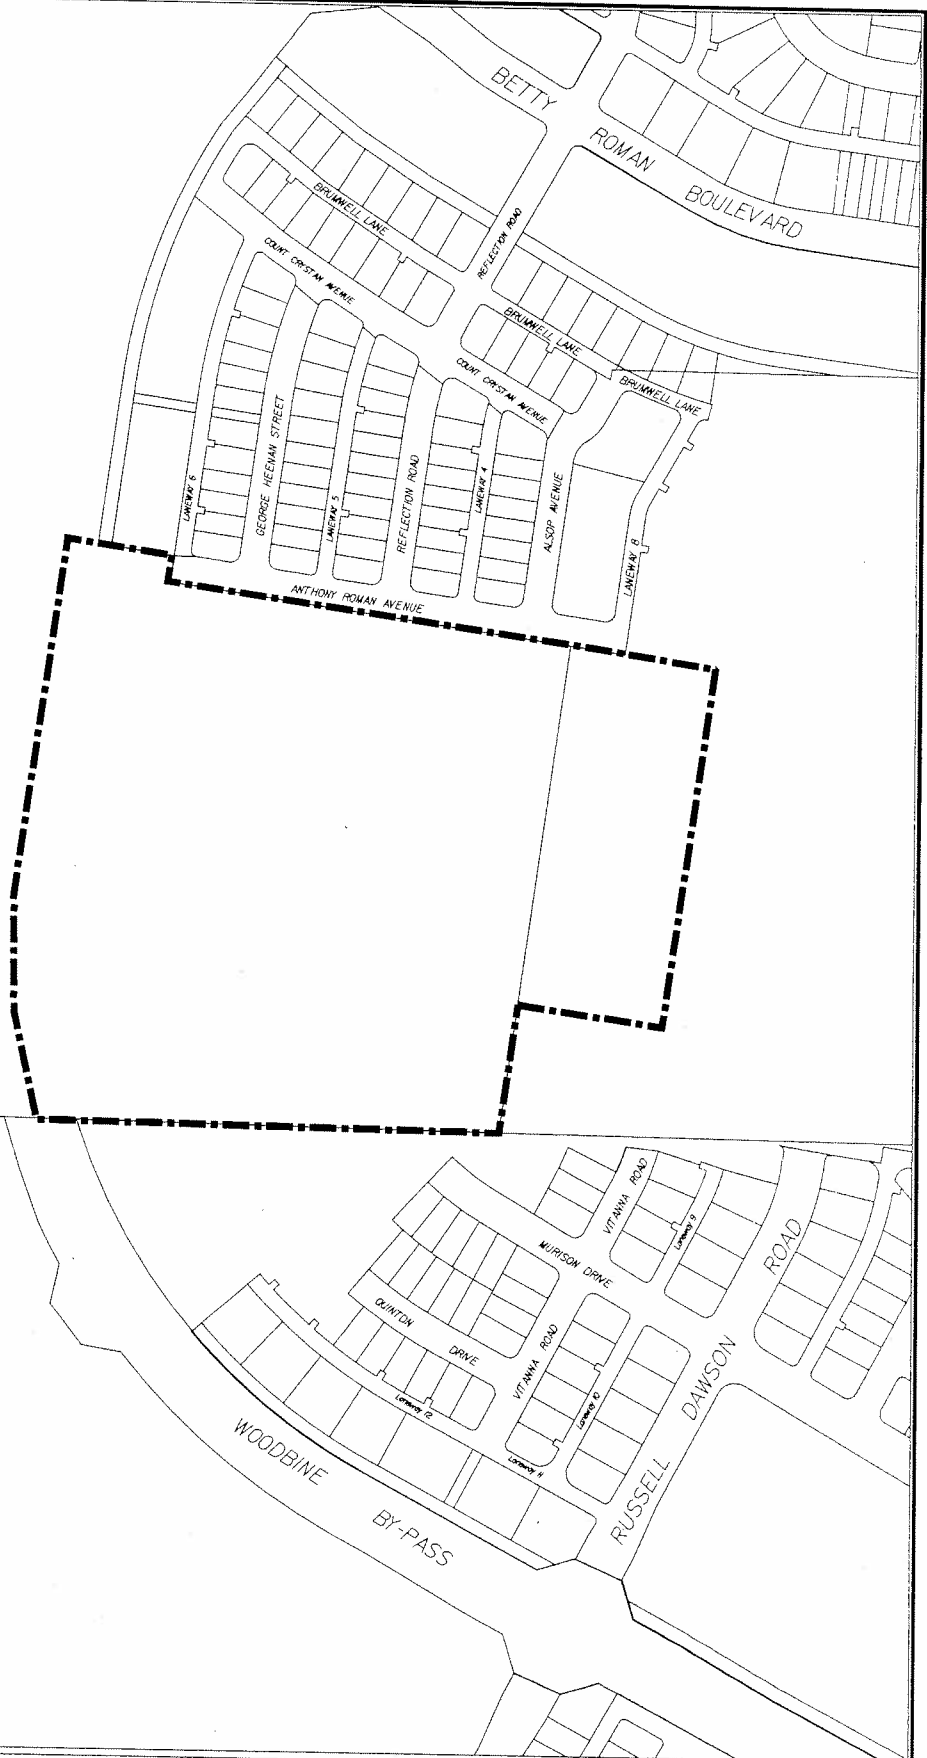 BETTY
ROMAN
BOULEVARD
BRUMWELL LANE
REFLECTION ROAD
COUNT CRYSTAN AVENUE
BRUMWELL LANE
COUNT CRYSTAN AVENUE
BRUMWELL LANE
GEORGE HEENAN STREET
LANEWAY 6
LANEWAY 5
REFLECTION ROAD
LANEWAY 4
ALSOP AVENUE
LANEWAY 8
ANTHONY ROMAN AVENUE
VITANNA ROAD
Laneway 9
MURISON DRIVE
ROAD
QUINTON
DRIVE
VITANNA ROAD
DAWSON
Laneway 12
Laneway 10
Laneway 11
RUSSELL
WOODBINE
BY-PASS